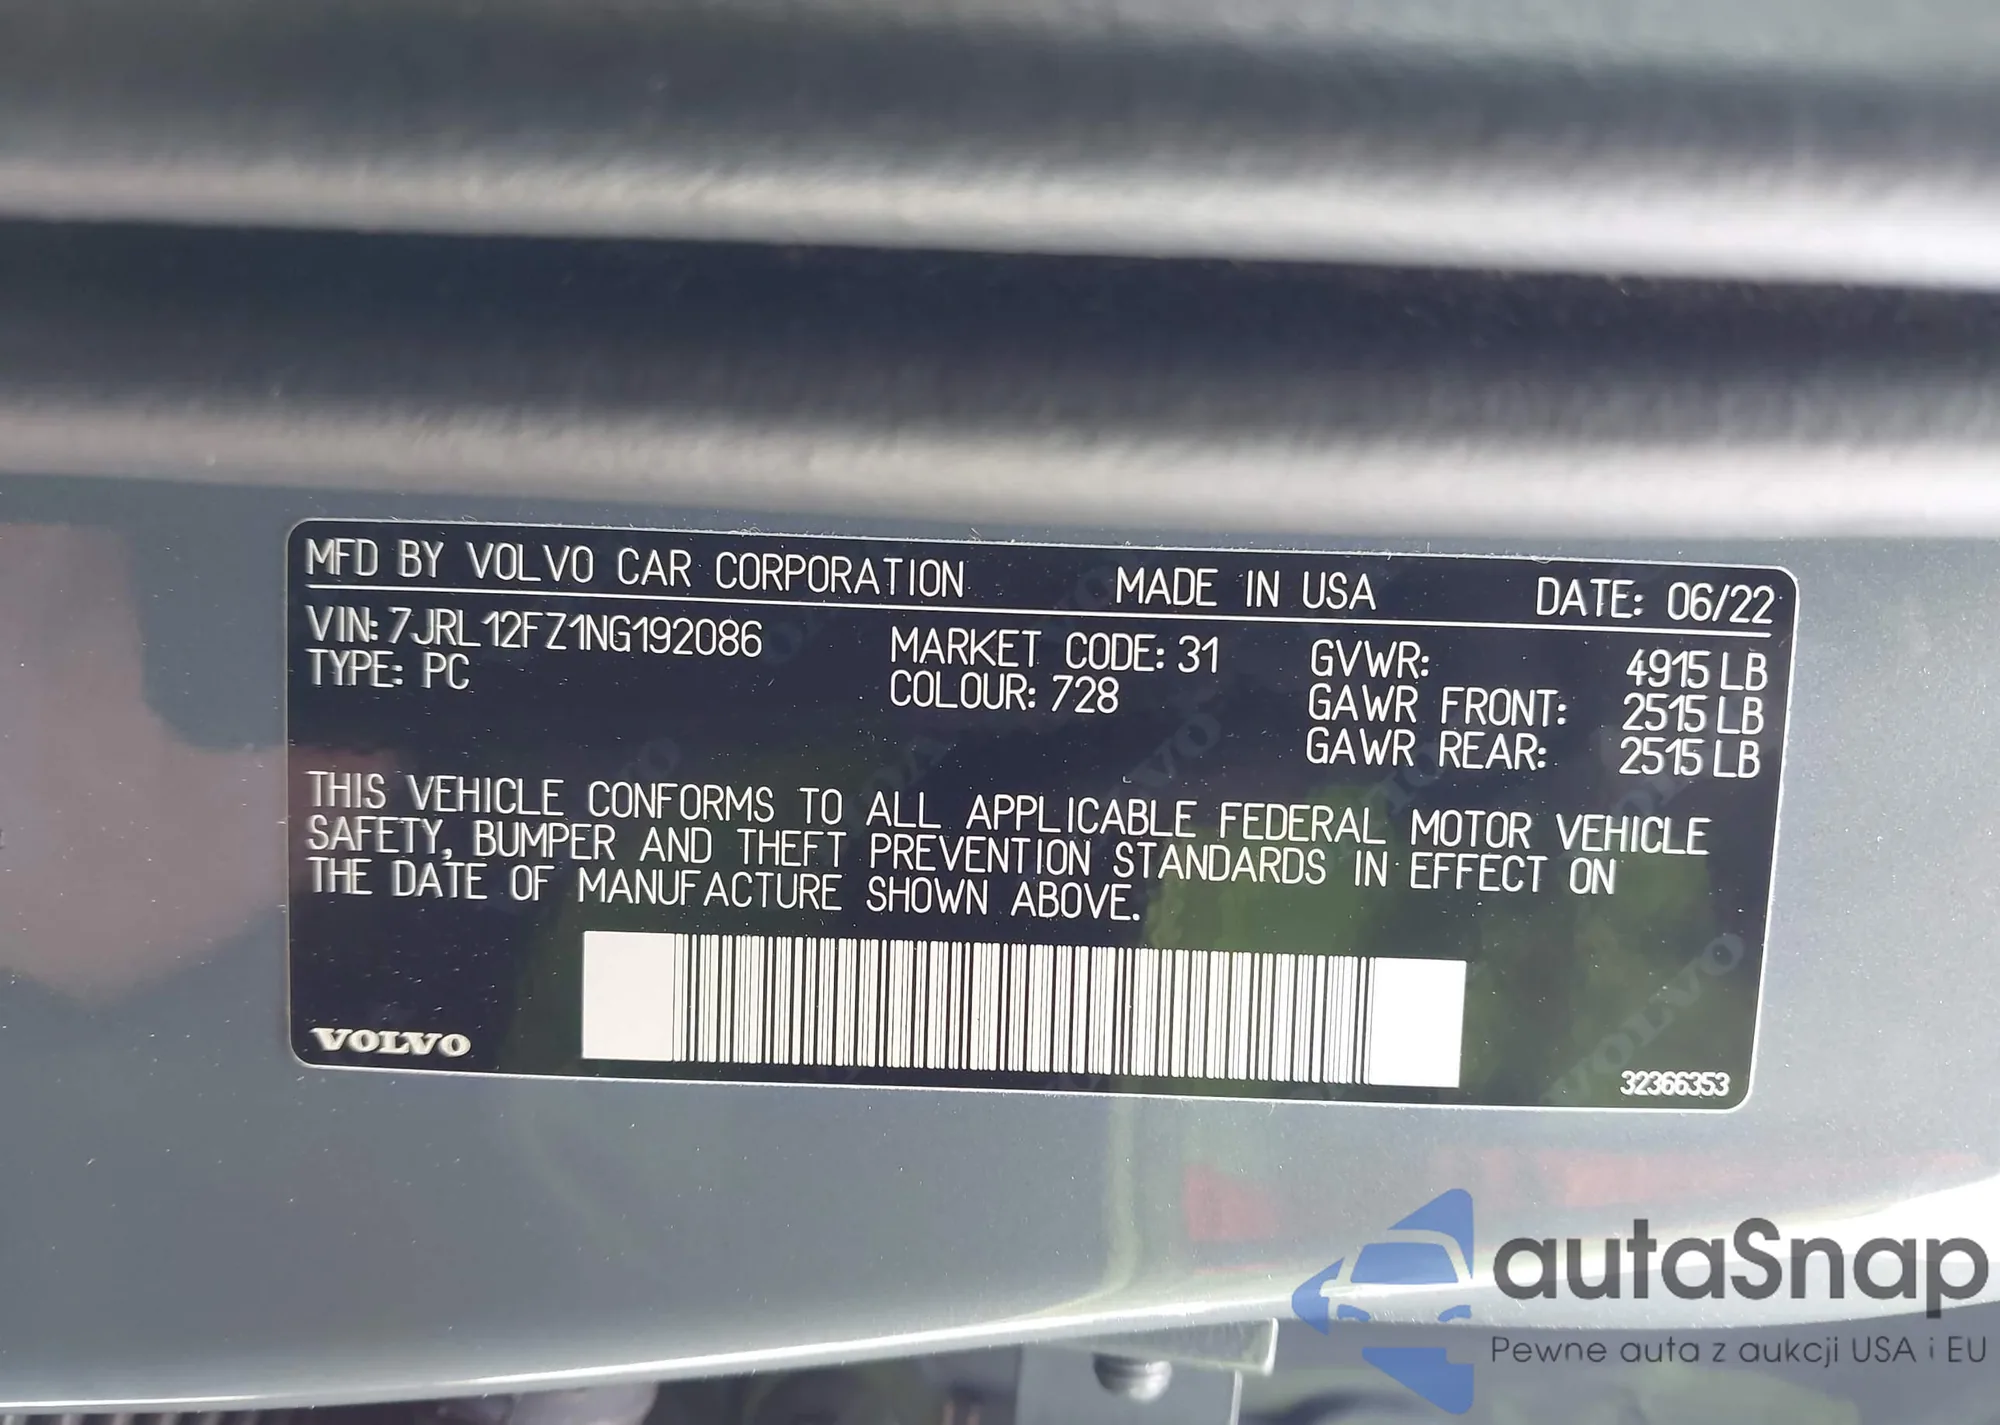 MFD BY VOLVO CAR CORPORATION MADE IN USA DATE: 06/22
VIN: 7JRL12FZ1NG192086 MARKET CODE: 31 GVWR: 4915 LB
TYPE: PC COLOUR: 728 GAWR FRONT: 2515 LB
GAWR REAR: 2515 LB
THIS VEHICLE CONFORMS TO ALL APPLICABLE FEDERAL MOTOR VEHICLE
SAFETY, BUMPER AND THEFT PREVENTION STANDARDS IN EFFECT ON
THE DATE OF MANUFACTURE SHOWN ABOVE.
VOLVO
32366353
autaSnap
Pewne auta z aukcji USA i EU